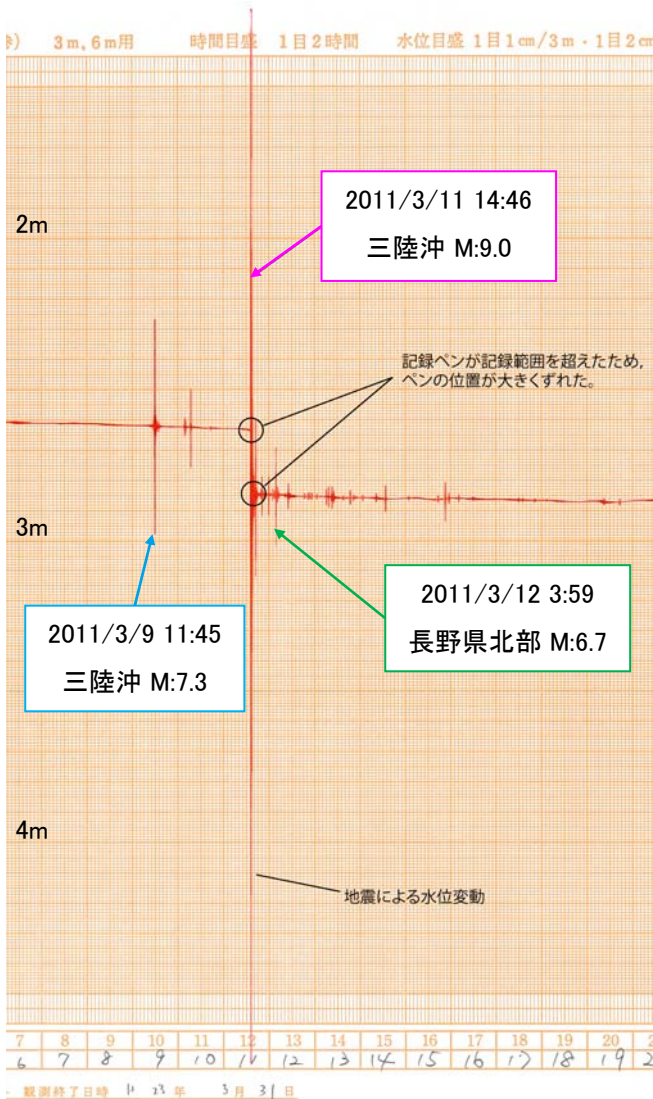 3m, 6m用 時間目盛 1目2時間 水位目盛 1目1cm/3m・1目2cm
2m
2011/3/11 14:46
三陸沖 M:9.0
記録ペンが記録範囲を超えたため,
ペンの位置が大きくずれた。
3m
2011/3/12 3:59
長野県北部 M:6.7
2011/3/9 11:45
三陸沖 M:7.3
4m
地震による水位変動
7 8 9 10 11 12 13 14 15 16 17 18 19 20
6 7 8 9 10 11 12 13 14 15 16 17 18 19
観測終了日時 H 23 年 3 月 31 日